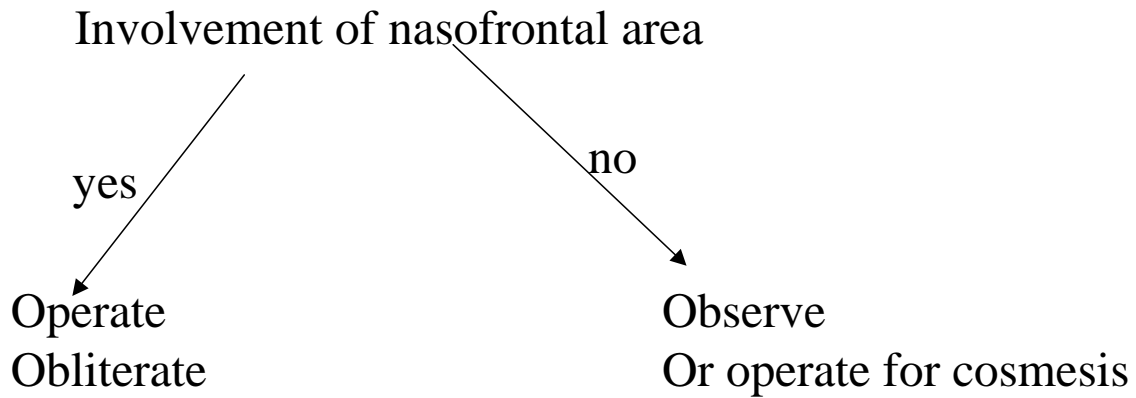 Involvement of nasofrontal area
yes
no
Operate
Obliterate
Observe
Or operate for cosmesis